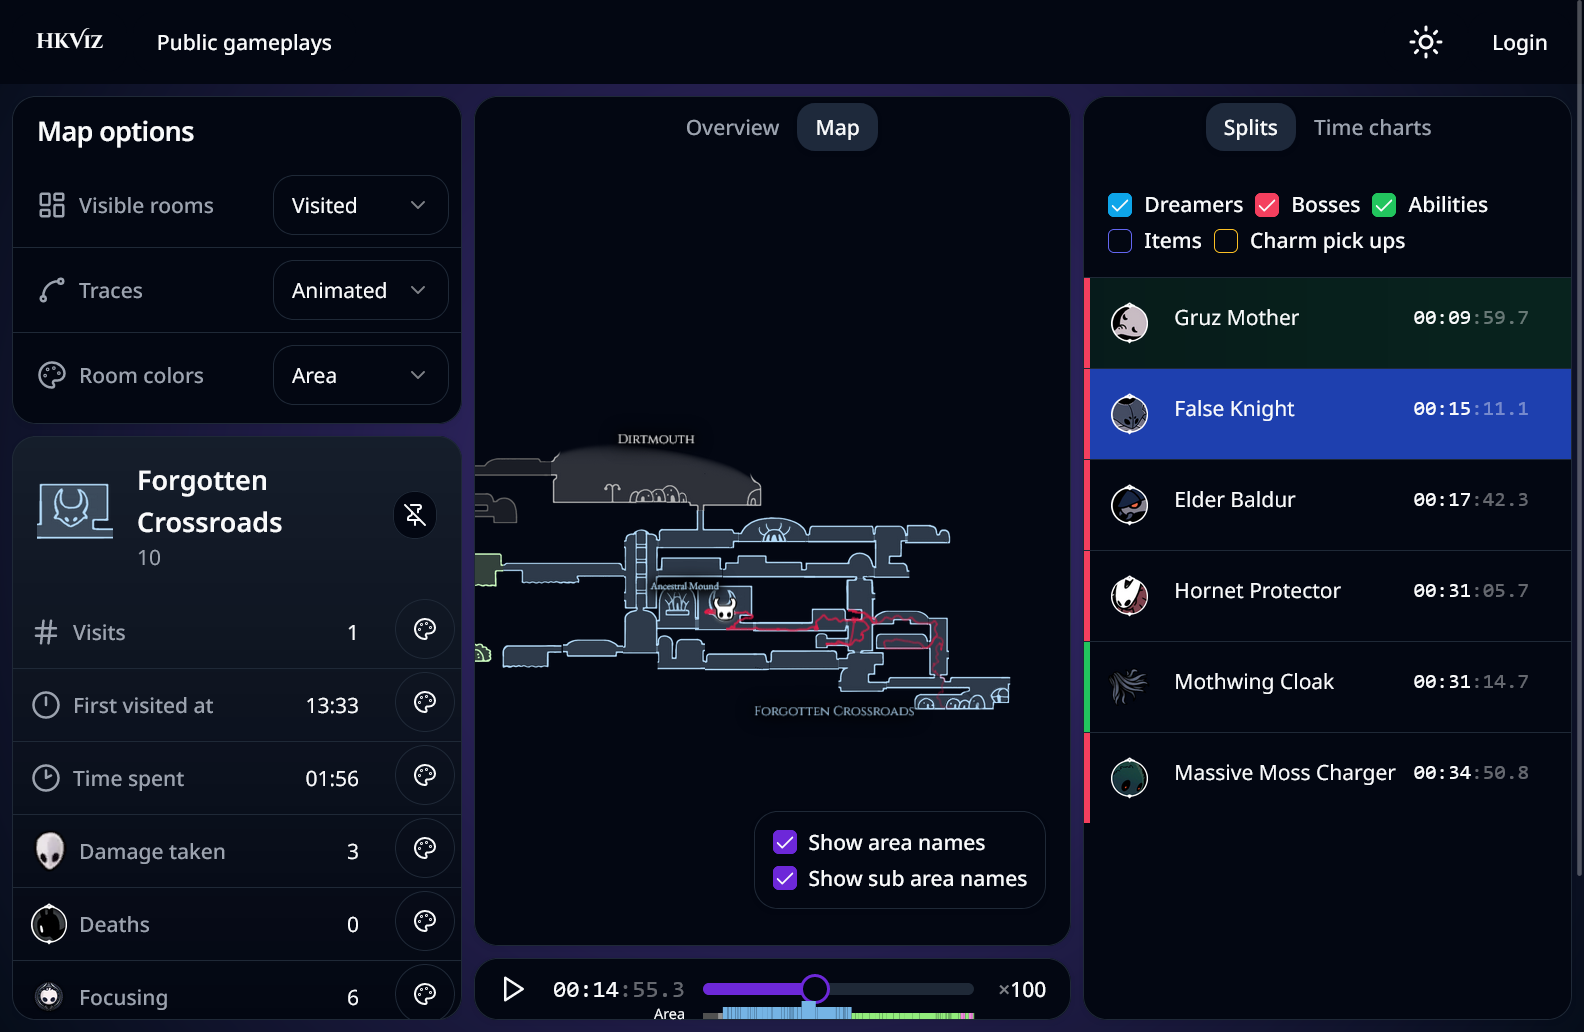 HKViz
Public gameplays
Login
Map options
Visible rooms
Visited
Traces
Animated
Room colors
Area
Forgotten
Crossroads
10
Visits
1
First visited at
13:33
Time spent
01:56
Damage taken
3
Deaths
0
Focusing
6
Overview
Map
Dirtmouth
Ancestral Mound
Forgotten Crossroads
Show area names
Show sub area names
00:14:55.3
×100
Area
Splits
Time charts
Dreamers
Bosses
Abilities
Items
Charm pick ups
Gruz Mother
00:09:59.7
False Knight
00:15:11.1
Elder Baldur
00:17:42.3
Hornet Protector
00:31:05.7
Mothwing Cloak
00:31:14.7
Massive Moss Charger
00:34:50.8